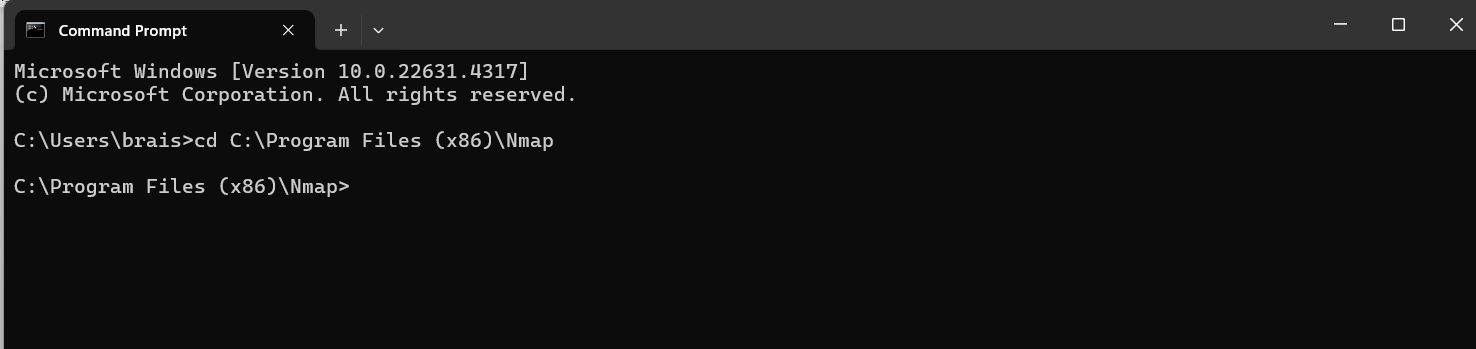 Command Prompt
Microsoft Windows [Version 10.0.22631.4317]
(c) Microsoft Corporation. All rights reserved.
C:\Users\brais>cd C:\Program Files (x86)\Nmap
C:\Program Files (x86)\Nmap>